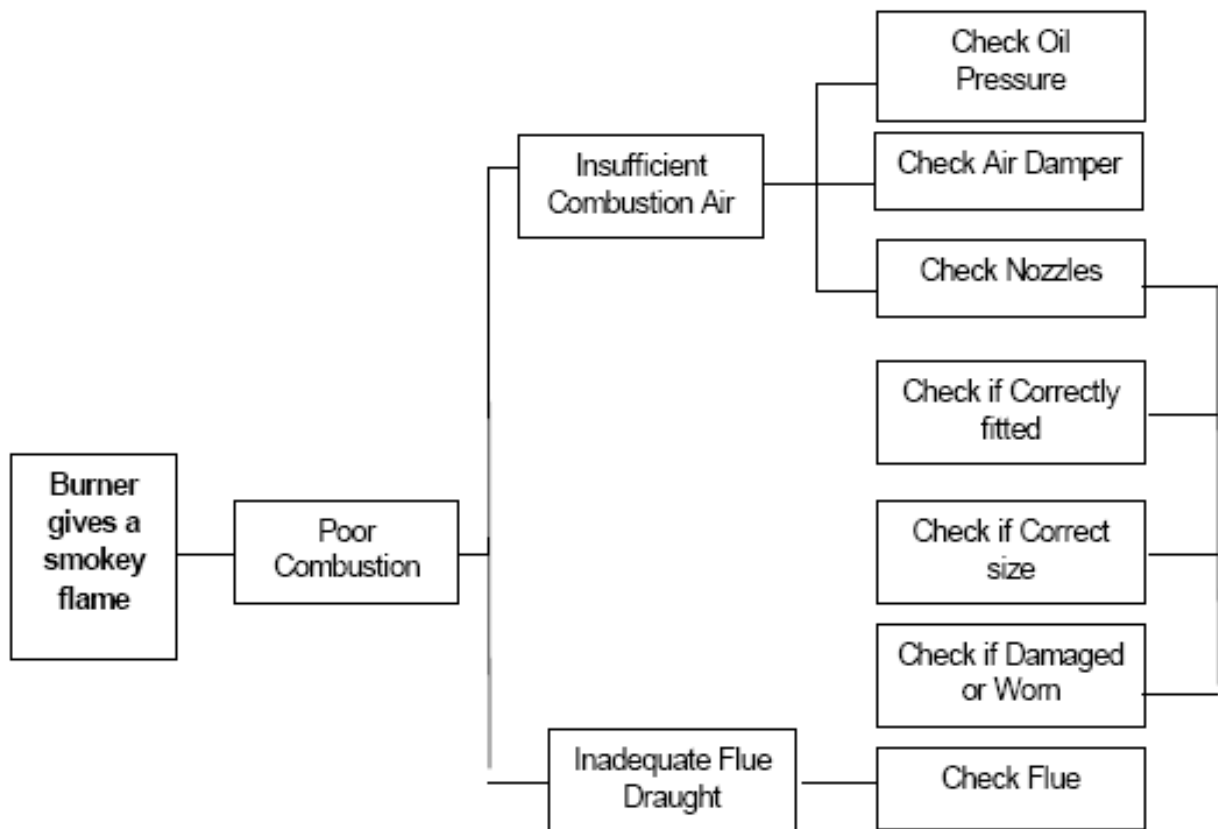 Burner
gives a
smokey
flame
Poor
Combustion
Insufficient
Combustion Air
Check Oil
Pressure
Check Air Damper
Check Nozzles
Check if Correctly
fitted
Check if Correct
size
Check if Damaged
or Worn
Inadequate Flue
Draught
Check Flue